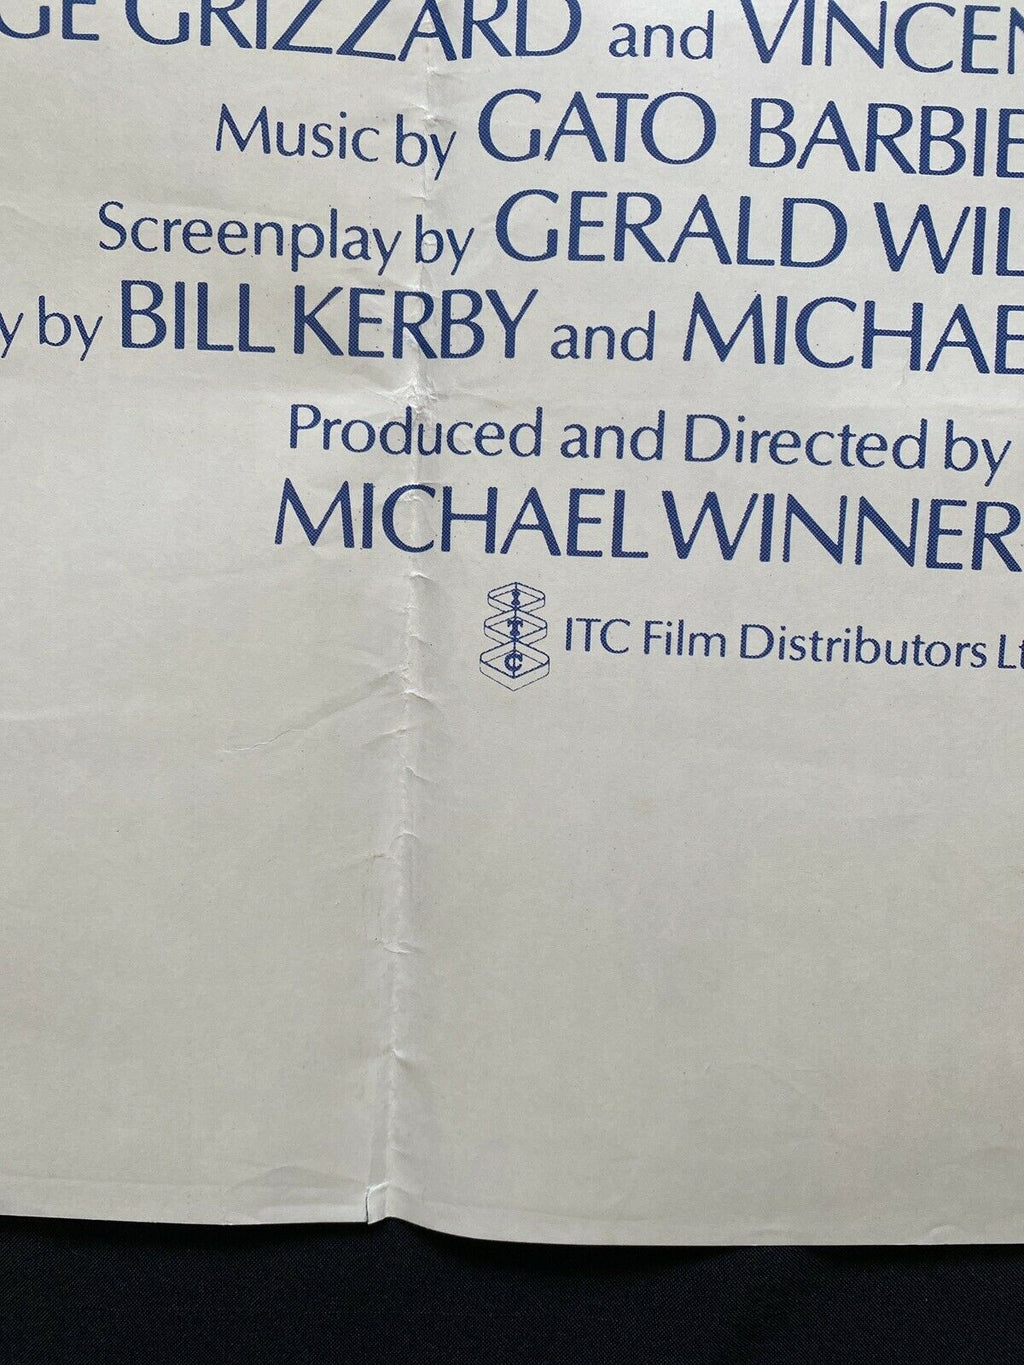 GE GRIZZARD and VINCEN
Music by GATO BARBIE
Screenplay by GERALD WIL
y by BILL KERBY and MICHAE
Produced and Directed by
MICHAEL WINNER
I
T
C
ITC Film Distributors Lt